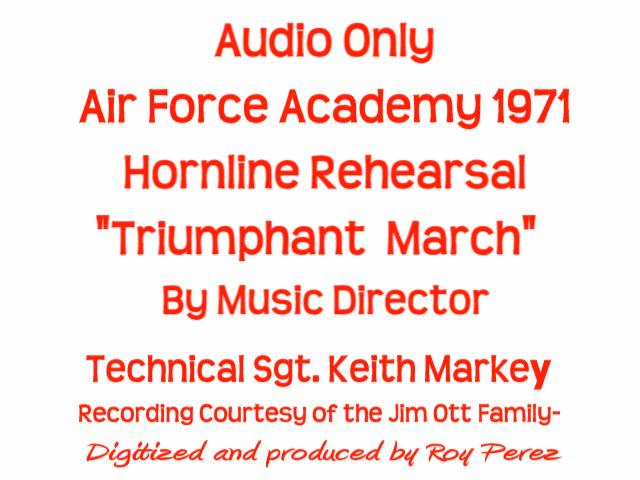 Audio Only
Air Force Academy 1971
Hornline Rehearsal
"Triumphant March"
By Music Director
Technical Sgt. Keith Markey
Recording Courtesy of the Jim Ott Family-
Digitized and produced by Roy Perez